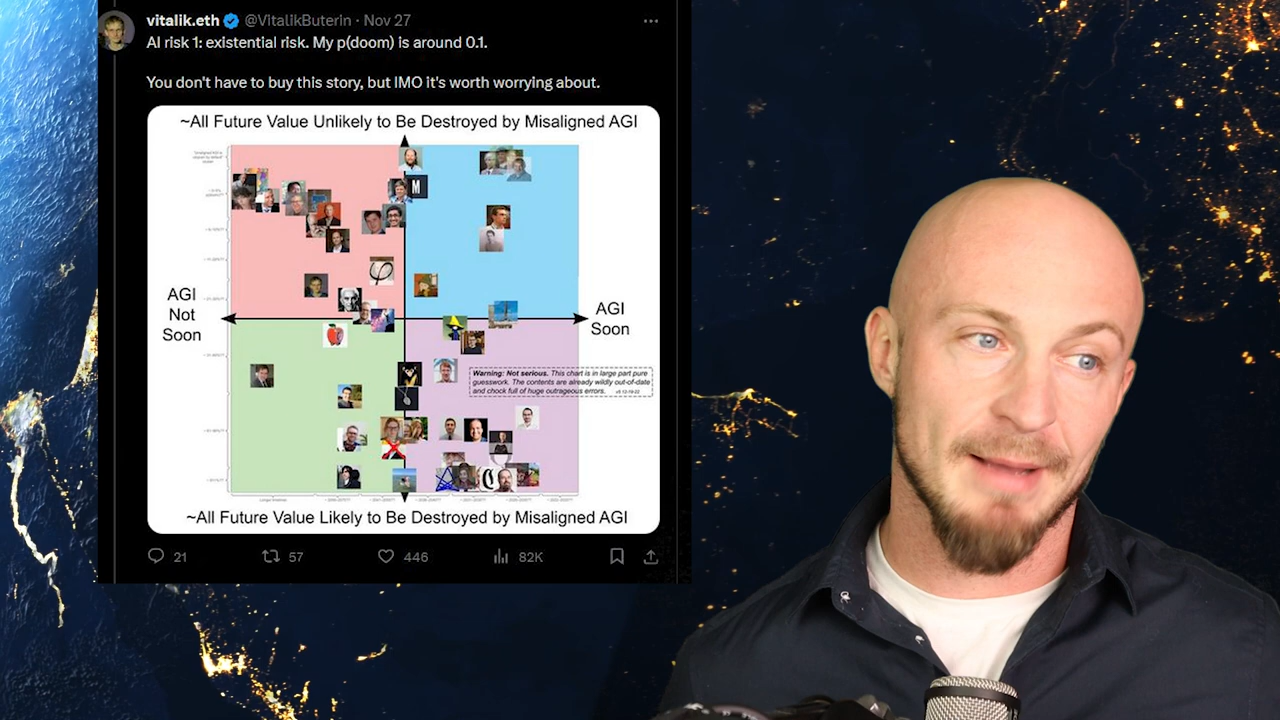 vitalik.eth @VitalikButerin · Nov 27
AI risk 1: existential risk. My p(doom) is around 0.1.
You don't have to buy this story, but IMO it's worth worrying about.
~All Future Value Unlikely to Be Destroyed by Misaligned AGI
M
AGI
Not
Soon
AGI
Soon
Warning: Not serious. This chart is in large part pure
guesswork. The contents are already wildly out-of-date
and chock full of huge outrageous errors.
~All Future Value Likely to Be Destroyed by Misaligned AGI
21 57 446 82K